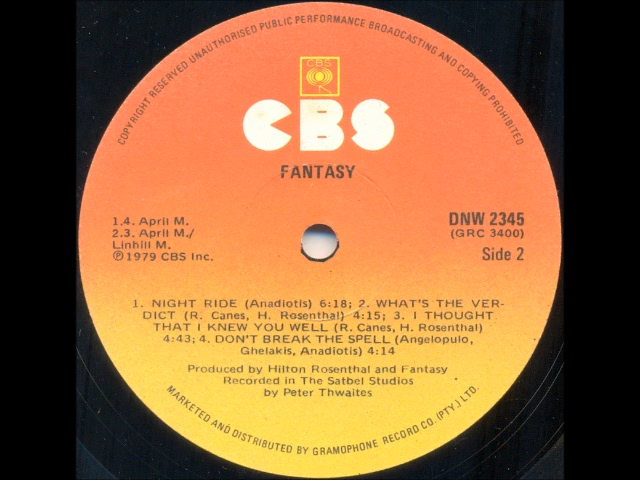 COPYRIGHT RESERVED UNAUTHORISED PUBLIC PERFORMANCE BROADCASTING AND COPYING PROHIBITED
CBS
CBS
FANTASY
1.4. April M.
2.3. April M./
Linhill M.
℗1979 CBS Inc.
DNW 2345
(GRC 3400)
Side 2
1. NIGHT RIDE (Anadiotis) 6:18; 2. WHAT'S THE VER-
DICT (R. Canes, H. Rosenthal) 4:15; 3. I THOUGHT
THAT I KNEW YOU WELL (R. Canes, H. Rosenthal)
4:43; 4. DON'T BREAK THE SPELL (Angelopulo,
Ghelakis, Anadiotis) 4:14
Produced by Hilton Rosenthal and Fantasy
Recorded in The Satbel Studios
by Peter Thwaites
MARKETED AND DISTRIBUTED BY GRAMOPHONE RECORD CO. (PTY.) LTD.